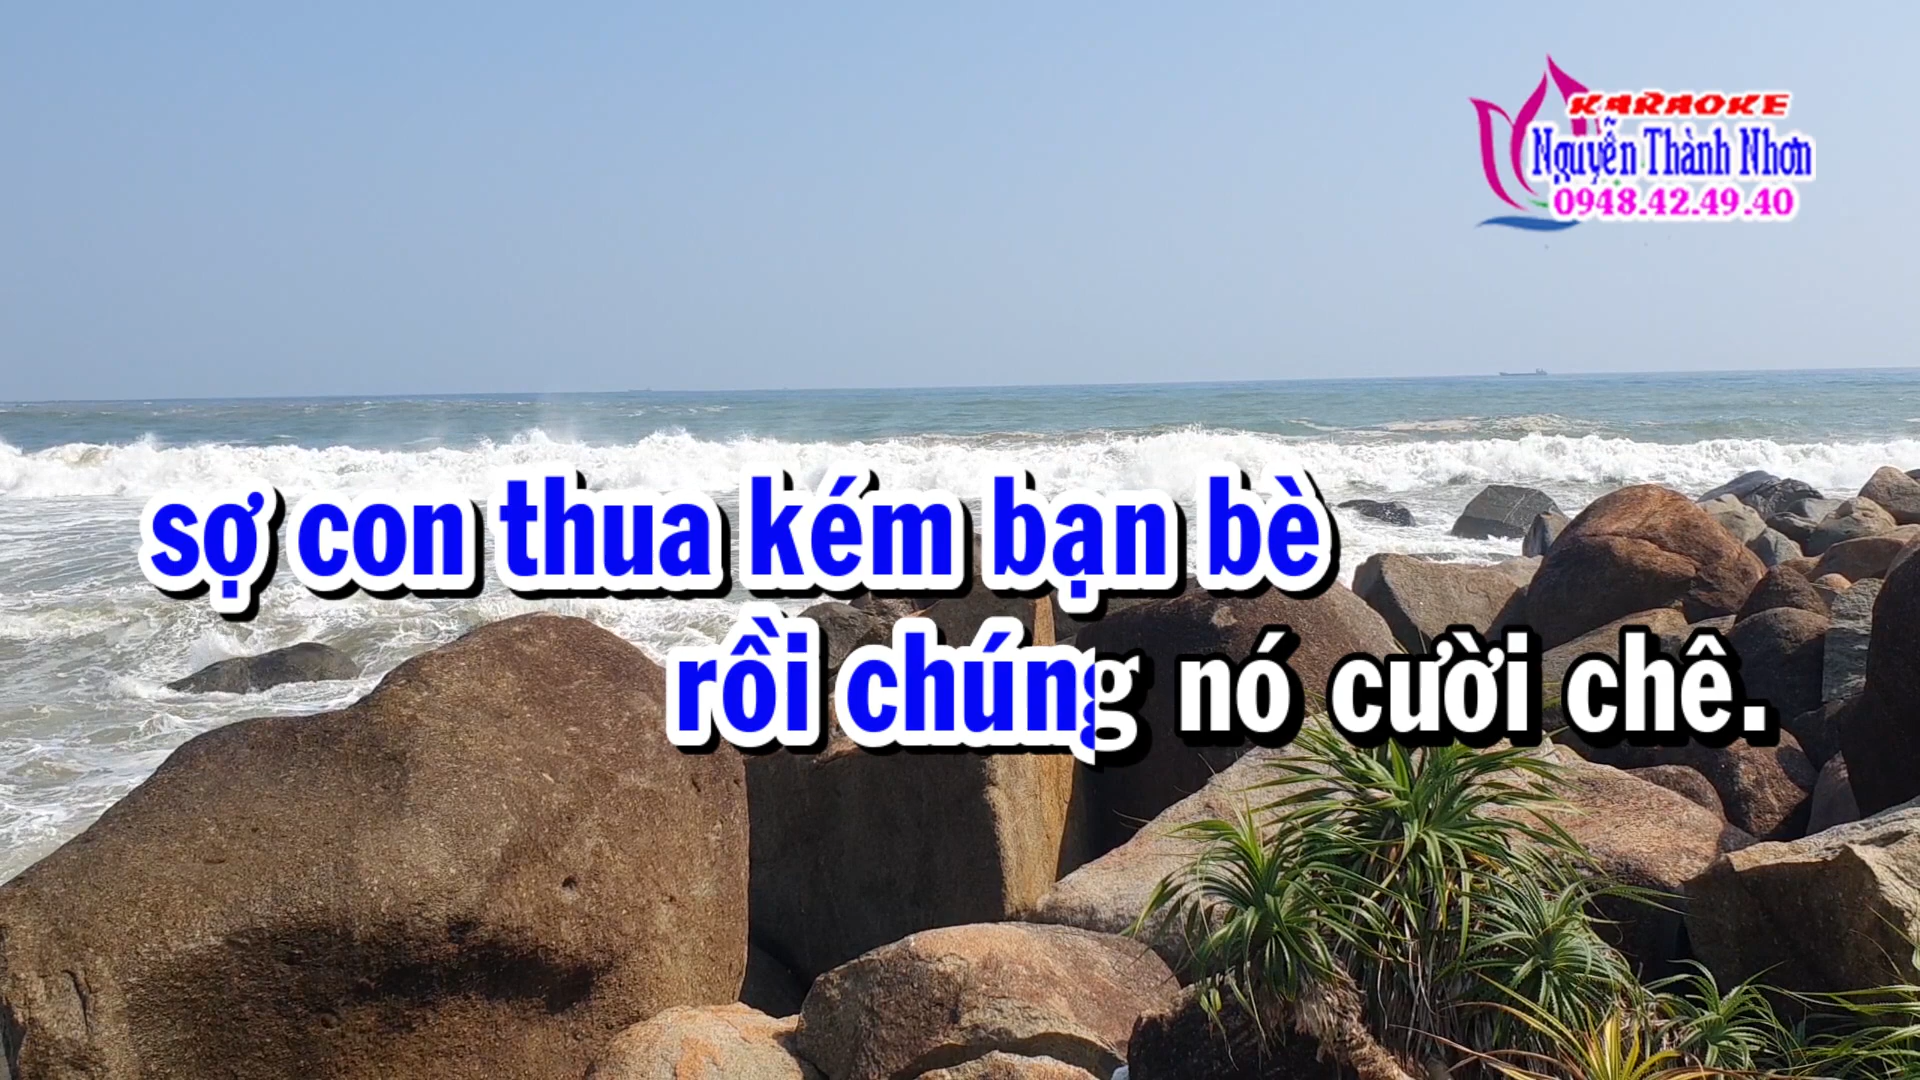 KARAOKE
Nguyễn Thành Nhơn
0948.42.49.40
sợ con thua kém bạn bè
rồi chúng nó cười chê.